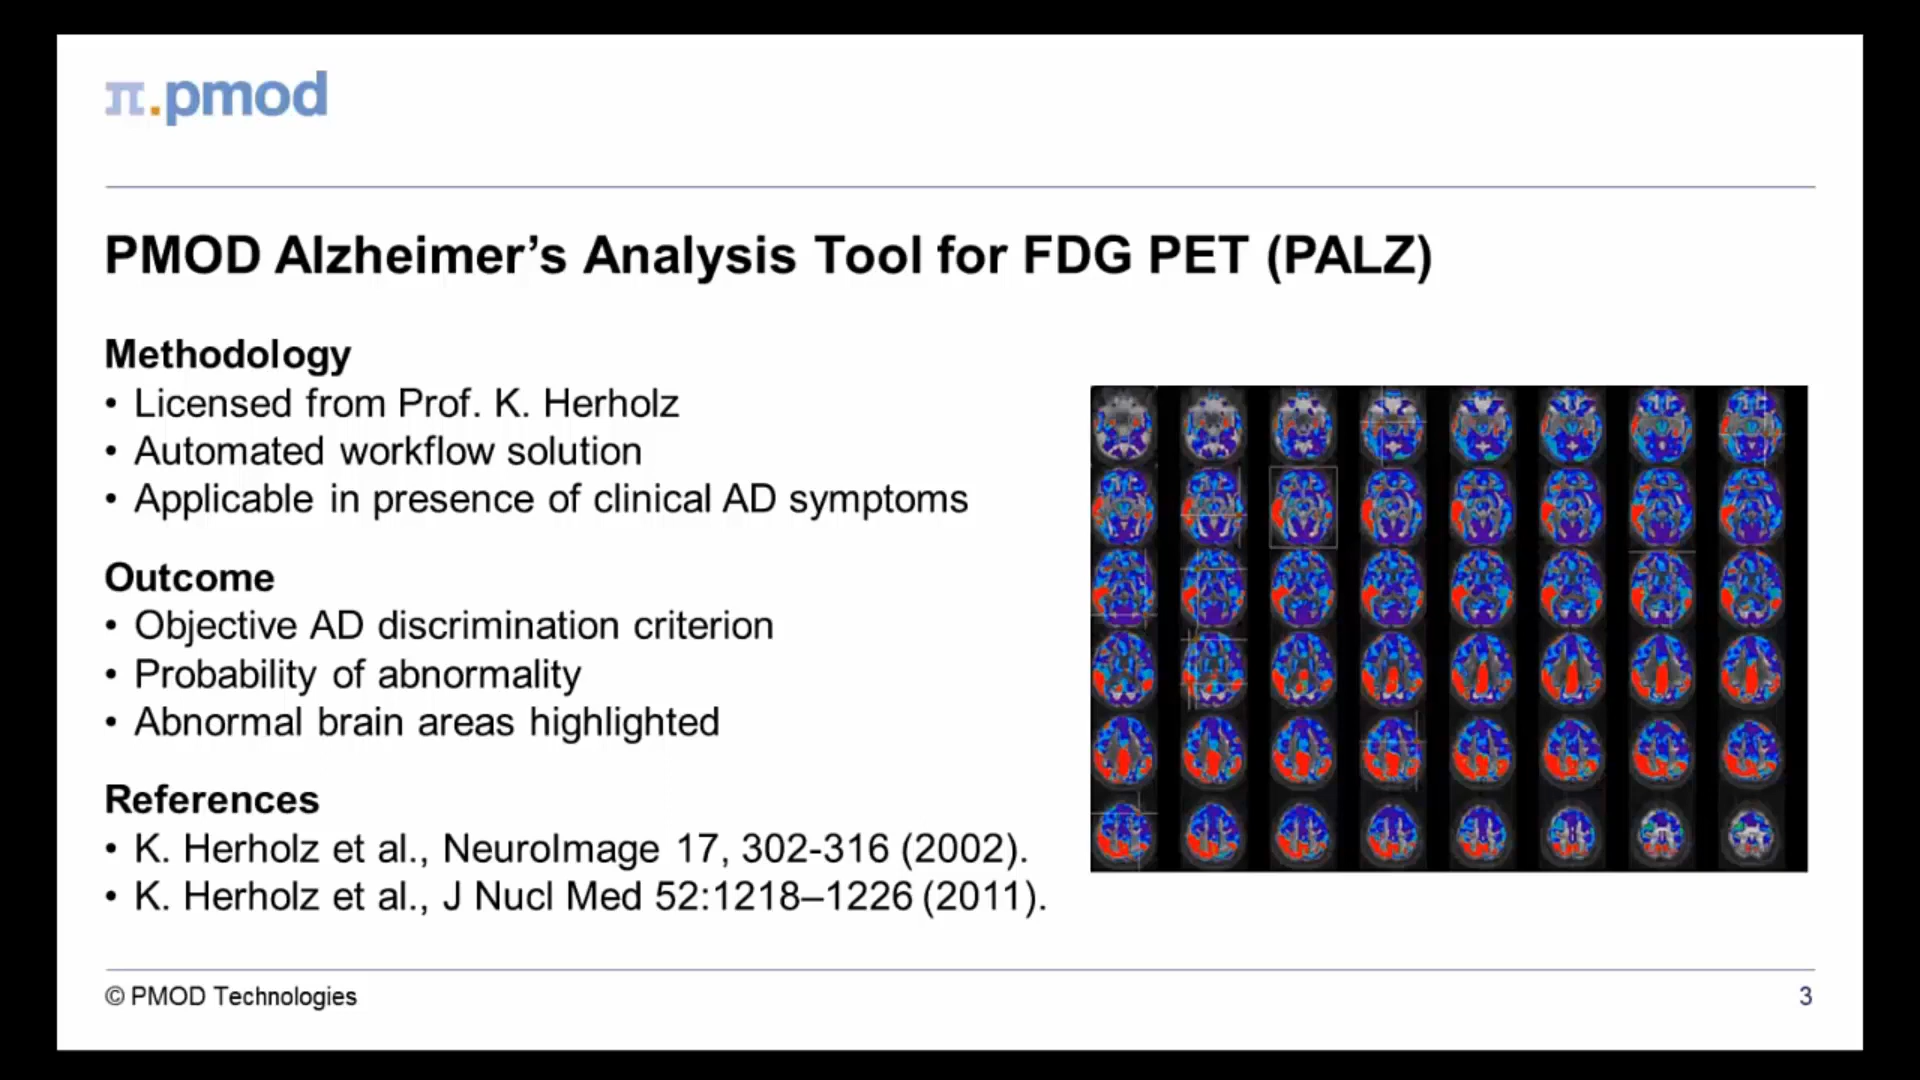 π.pmod
PMOD Alzheimer’s Analysis Tool for FDG PET (PALZ)
Methodology
• Licensed from Prof. K. Herholz
• Automated workflow solution
• Applicable in presence of clinical AD symptoms
Outcome
• Objective AD discrimination criterion
• Probability of abnormality
• Abnormal brain areas highlighted
References
• K. Herholz et al., NeuroImage 17, 302-316 (2002).
• K. Herholz et al., J Nucl Med 52:1218–1226 (2011).
© PMOD Technologies
3